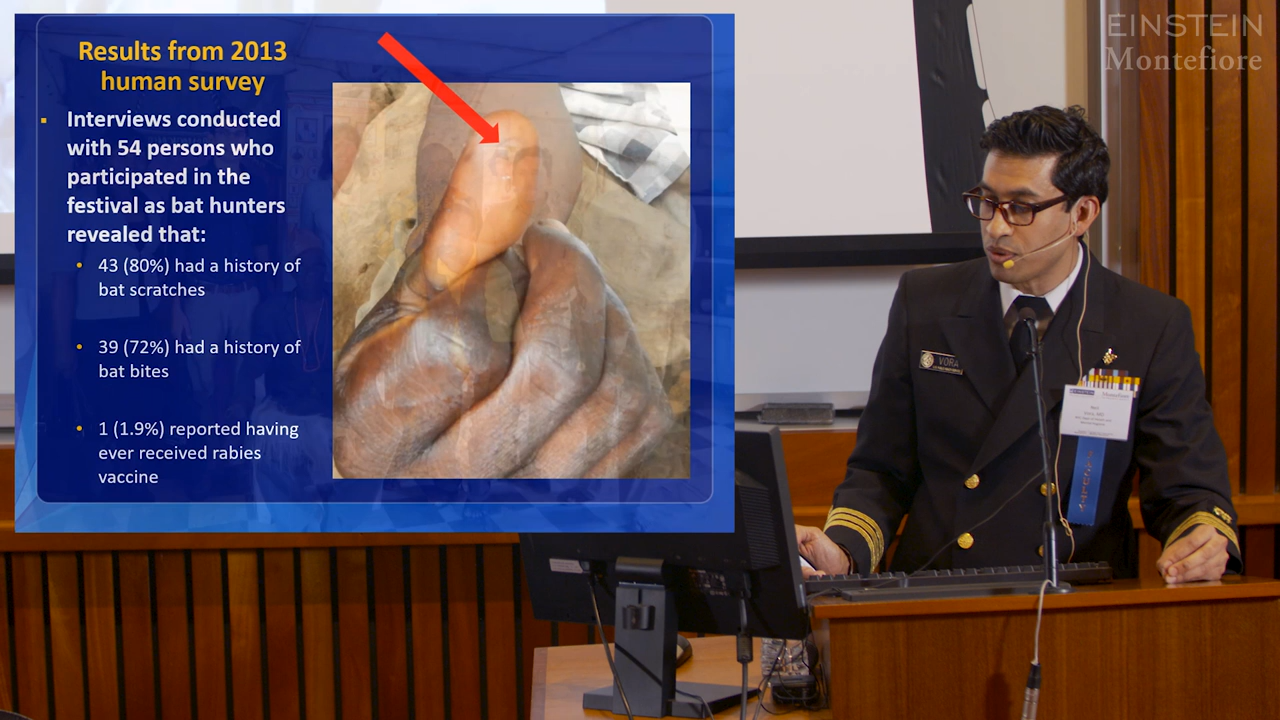 EINSTEIN
Montefiore
Results from 2013
human survey
Interviews conducted
with 54 persons who
participated in the
festival as bat hunters
revealed that:
43 (80%) had a history of
bat scratches
39 (72%) had a history of
bat bites
1 (1.9%) reported having
ever received rabies
vaccine
VORA